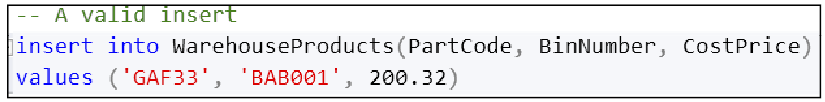 -- A valid insert
insert into WarehouseProducts(PartCode, BinNumber, CostPrice)
values ('GAF33', 'BAB001', 200.32)